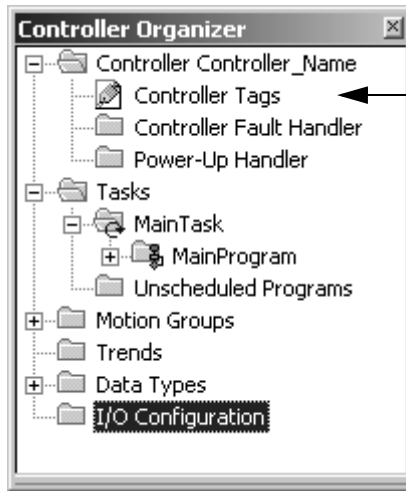 Controller Organizer
Controller Controller_Name
Controller Tags
Controller Fault Handler
Power-Up Handler
Tasks
MainTask
MainProgram
Unscheduled Programs
Motion Groups
Trends
Data Types
I/O Configuration